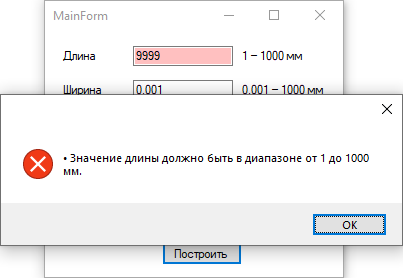 MainForm
Длина 9999 1 – 1000 мм
Ширина 0.001 0.001 – 1000 мм
• Значение длины должно быть в диапазоне от 1 до 1000
мм.
OK
Построить